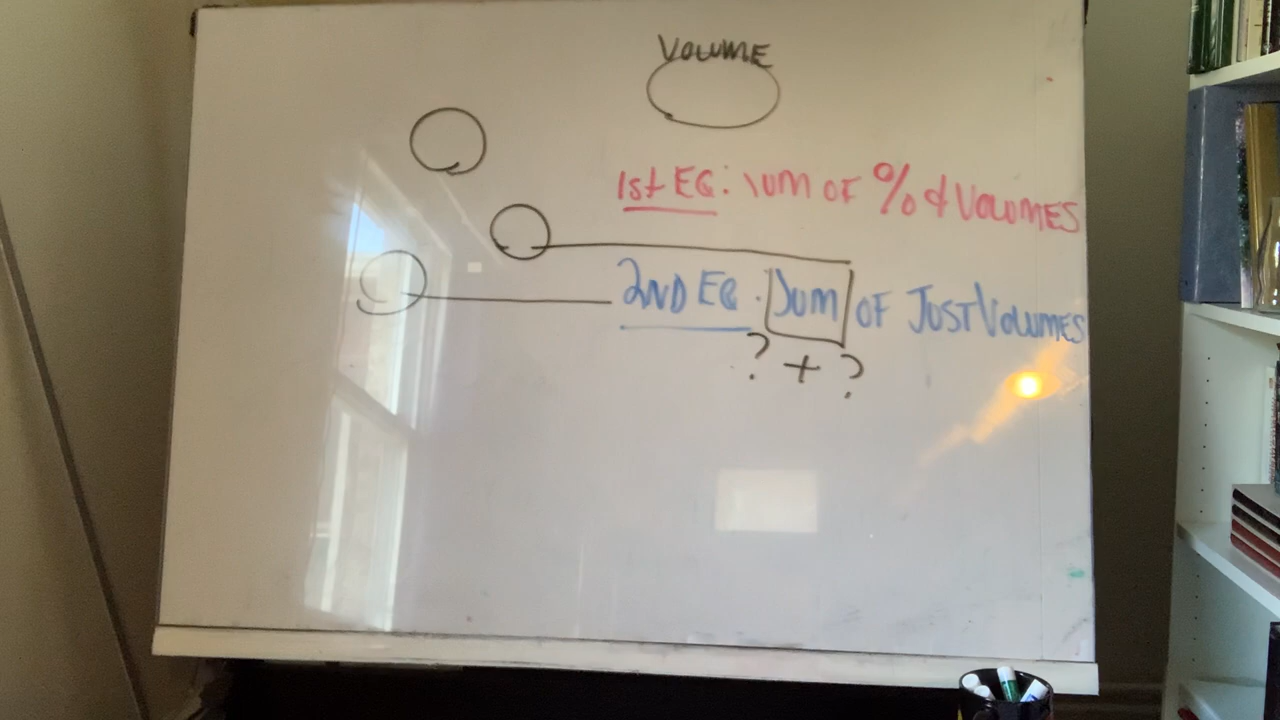 VOLUME
1st EQ: SUM OF % & VOLUMES
2ND EQ: SUM OF JUST VOLUMES
? + ?